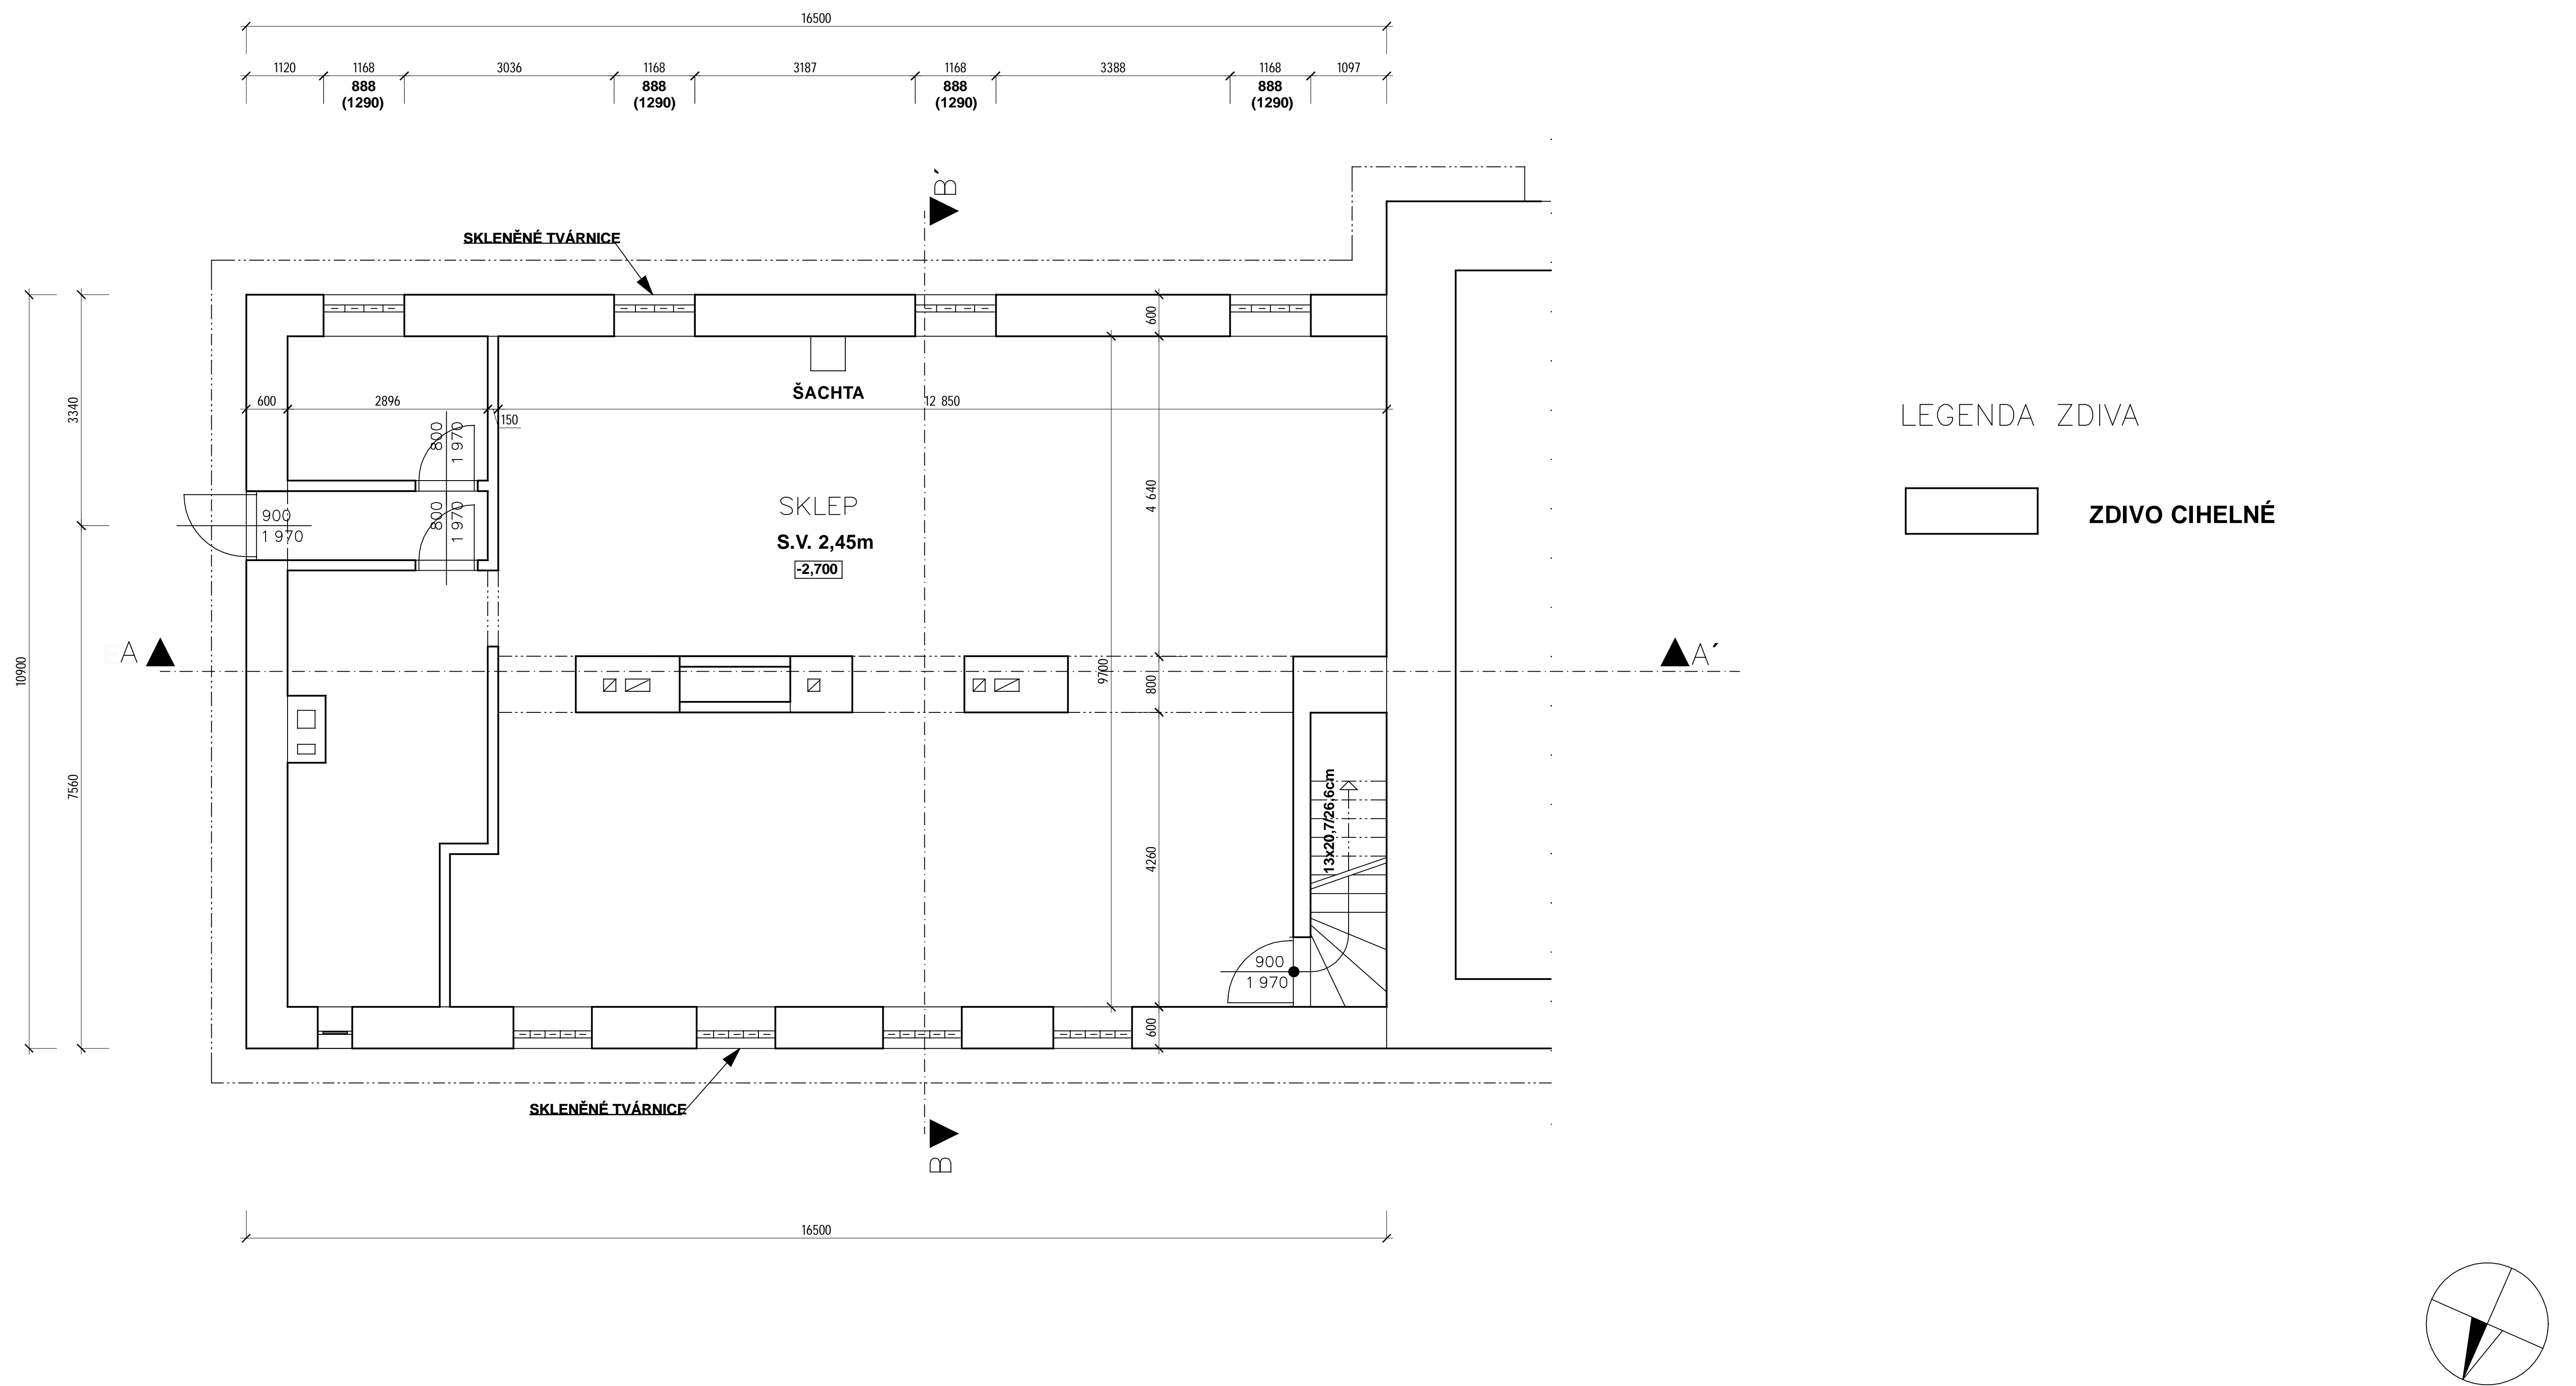 16500
1120 1168 3036 1168 3187 1168 3388 1168 1097
888 888 888 888
(1290) (1290) (1290) (1290)
B´
SKLENĚNÉ TVÁRNICE
600
ŠACHTA
600 2896 12 850
150
3340
800
1 970
LEGENDA ZDIVA
ZDIVO CIHELNÉ
SKLEP
4 640
900
1 970
800
1 970
S.V. 2,45m
-2,700
A
A´
10900
9700
800
7560
13x20,7/26,6cm
4260
900
1 970
600
SKLENĚNÉ TVÁRNICE
B
16500